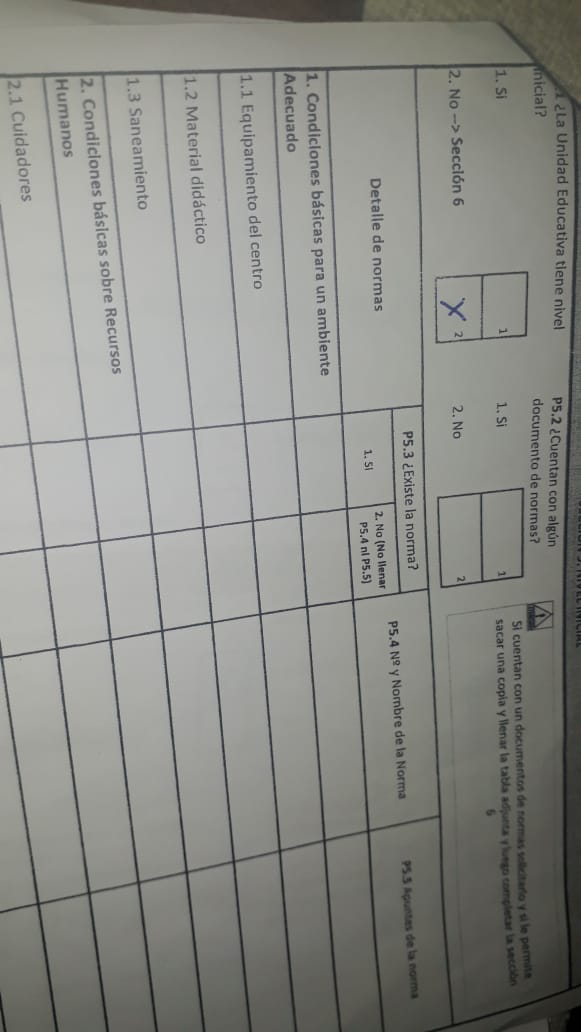 ¿La Unidad Educativa tiene nivel
inicial?
1. Si
1
2. No --> Sección 6
X
2
P5.2 ¿Cuentan con algún
documento de normas?
1. Si
1
2. No
2
Si cuentan con un documentos de normas solicitarlo y si le permite
sacar una copia y llenar la tabla adjunta y luego completar la sección
6
Detalle de normas
P5.3 ¿Existe la norma?
1. Si
2. No (No llenar
P5.4 ni P5.5)
P5.4 Nº y Nombre de la Norma
P5.5 Apuntes de la norma
1. Condiciones básicas para un ambiente
Adecuado
1.1 Equipamiento del centro
1.2 Material didáctico
1.3 Saneamiento
2. Condiciones básicas sobre Recursos
Humanos
2.1 Cuidadores